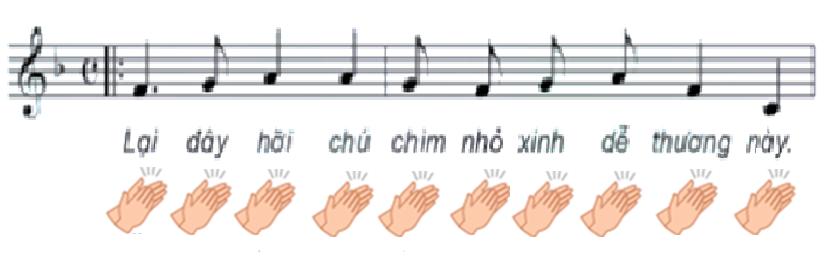 Lại đây hỡi chú chim nhỏ xinh dễ thương này.